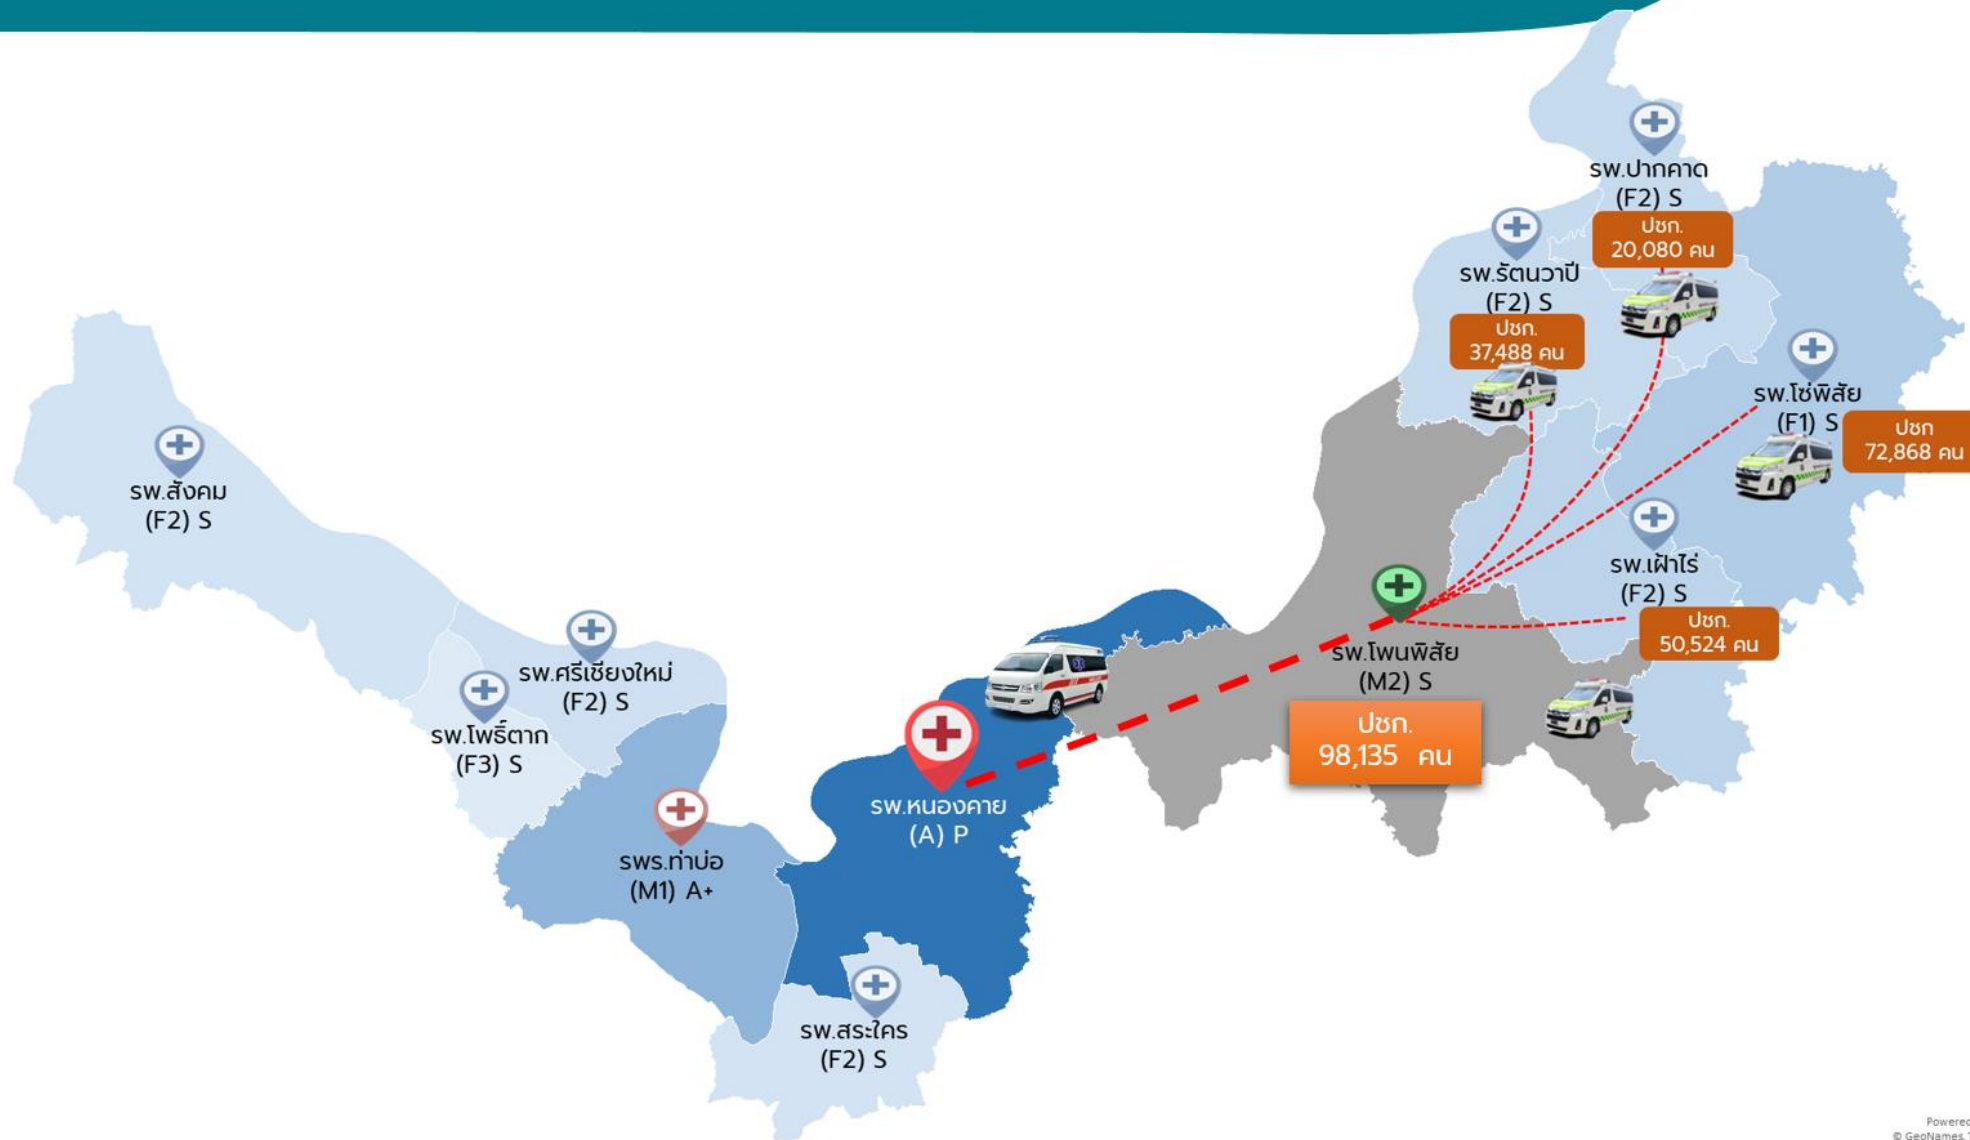 รพ.ปากคาด
(F2) S
ปชก.
20,080 คน
รพ.รัตนวาปี
(F2) S
ปชก.
37,488 คน
รพ.โซ่พิสัย
(F1) S
ปชก
72,868 คน
รพ.สังคม
(F2) S
รพ.เฝ้าไร่
(F2) S
ปชก.
50,524 คน
รพ.ศรีเชียงใหม่
(F2) S
รพ.โพนพิสัย
(M2) S
ปชก.
98,135 คน
รพ.โพธิ์ตาก
(F3) S
รพ.หนองคาย
(A) P
รพร.ท่าบ่อ
(M1) A+
รพ.สระใคร
(F2) S
Powered
© GeoNames,